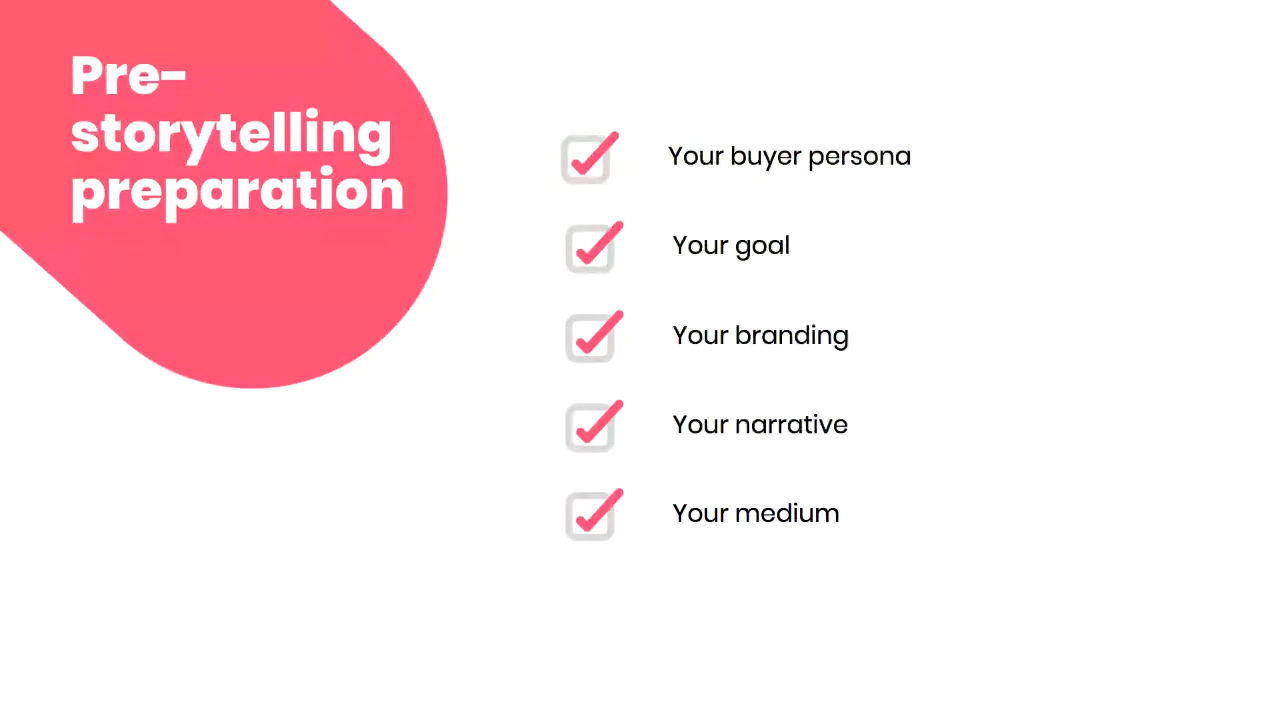 Pre-
storytelling
preparation
Your buyer persona
Your goal
Your branding
Your narrative
Your medium